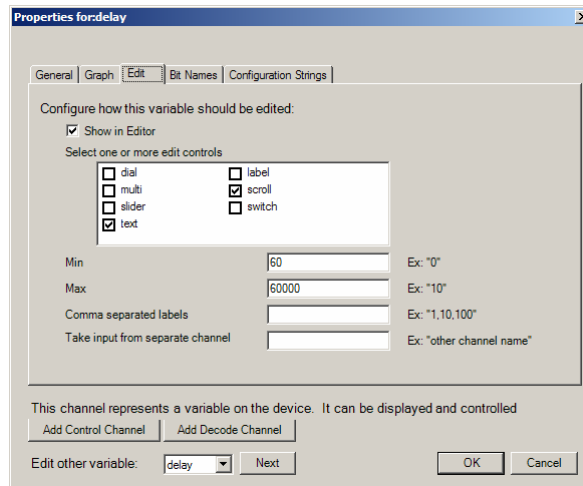 Properties for:delay
General Graph Edit Bit Names Configuration Strings
Configure how this variable should be edited:
Show in Editor
Select one or more edit controls
dial label
multi scroll
slider switch
text
Min 60 Ex: "0"
Max 60000 Ex: "10"
Comma separated labels Ex: "1,10,100"
Take input from separate channel Ex: "other channel name"
This channel represents a variable on the device. It can be displayed and controlled
Add Control Channel Add Decode Channel
Edit other variable: delay Next OK Cancel